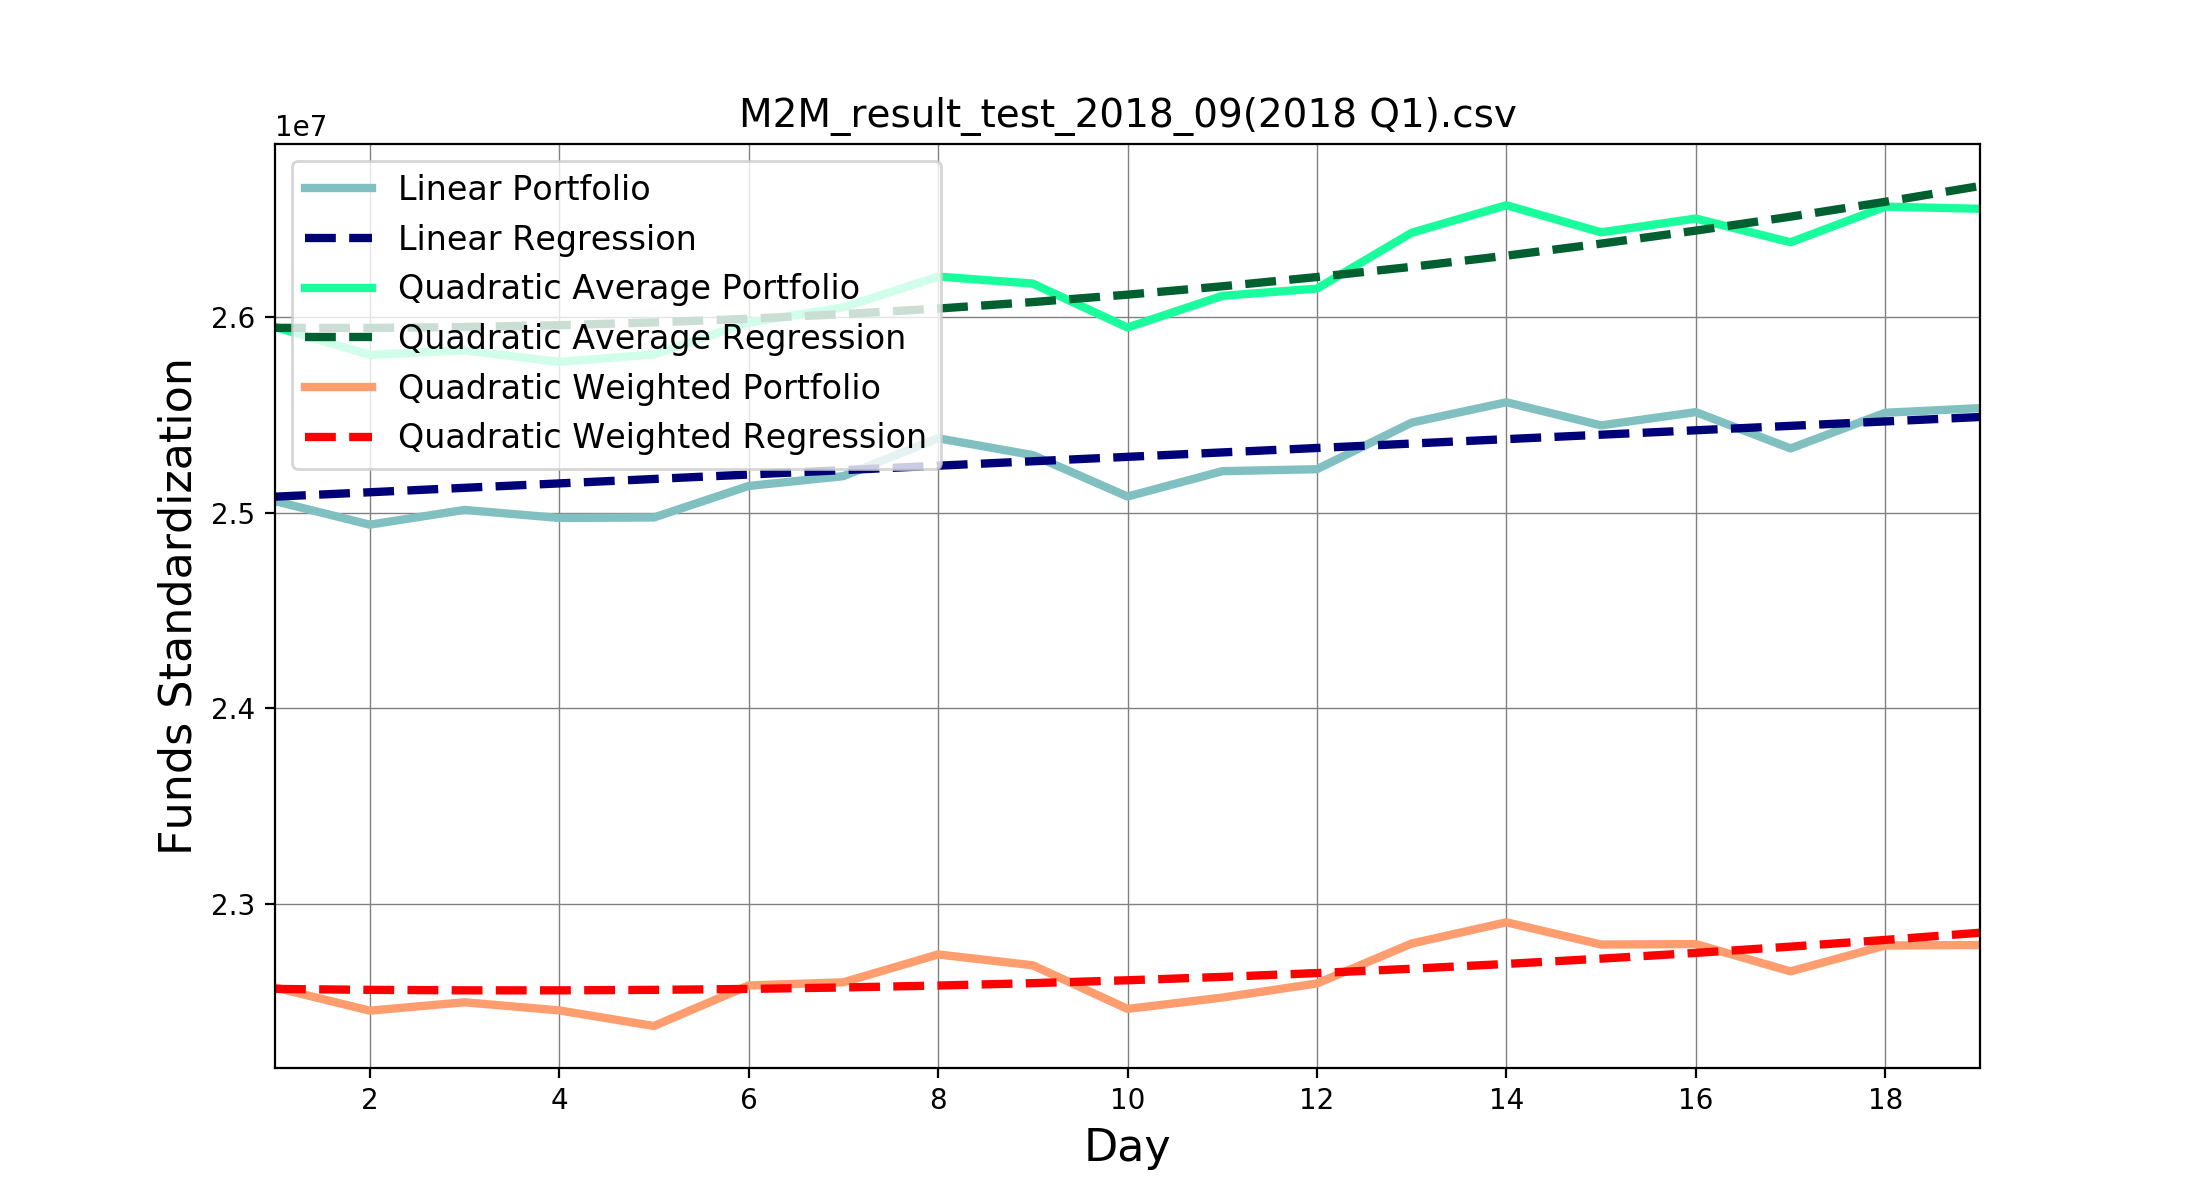 M2M_result_test_2018_09(2018 Q1).csv
1e7
Linear Portfolio
Linear Regression
Quadratic Average Portfolio
Quadratic Average Regression
Quadratic Weighted Portfolio
Quadratic Weighted Regression
2.6
2.5
2.4
2.3
Funds Standardization
2 4 6 8 10 12 14 16 18
Day